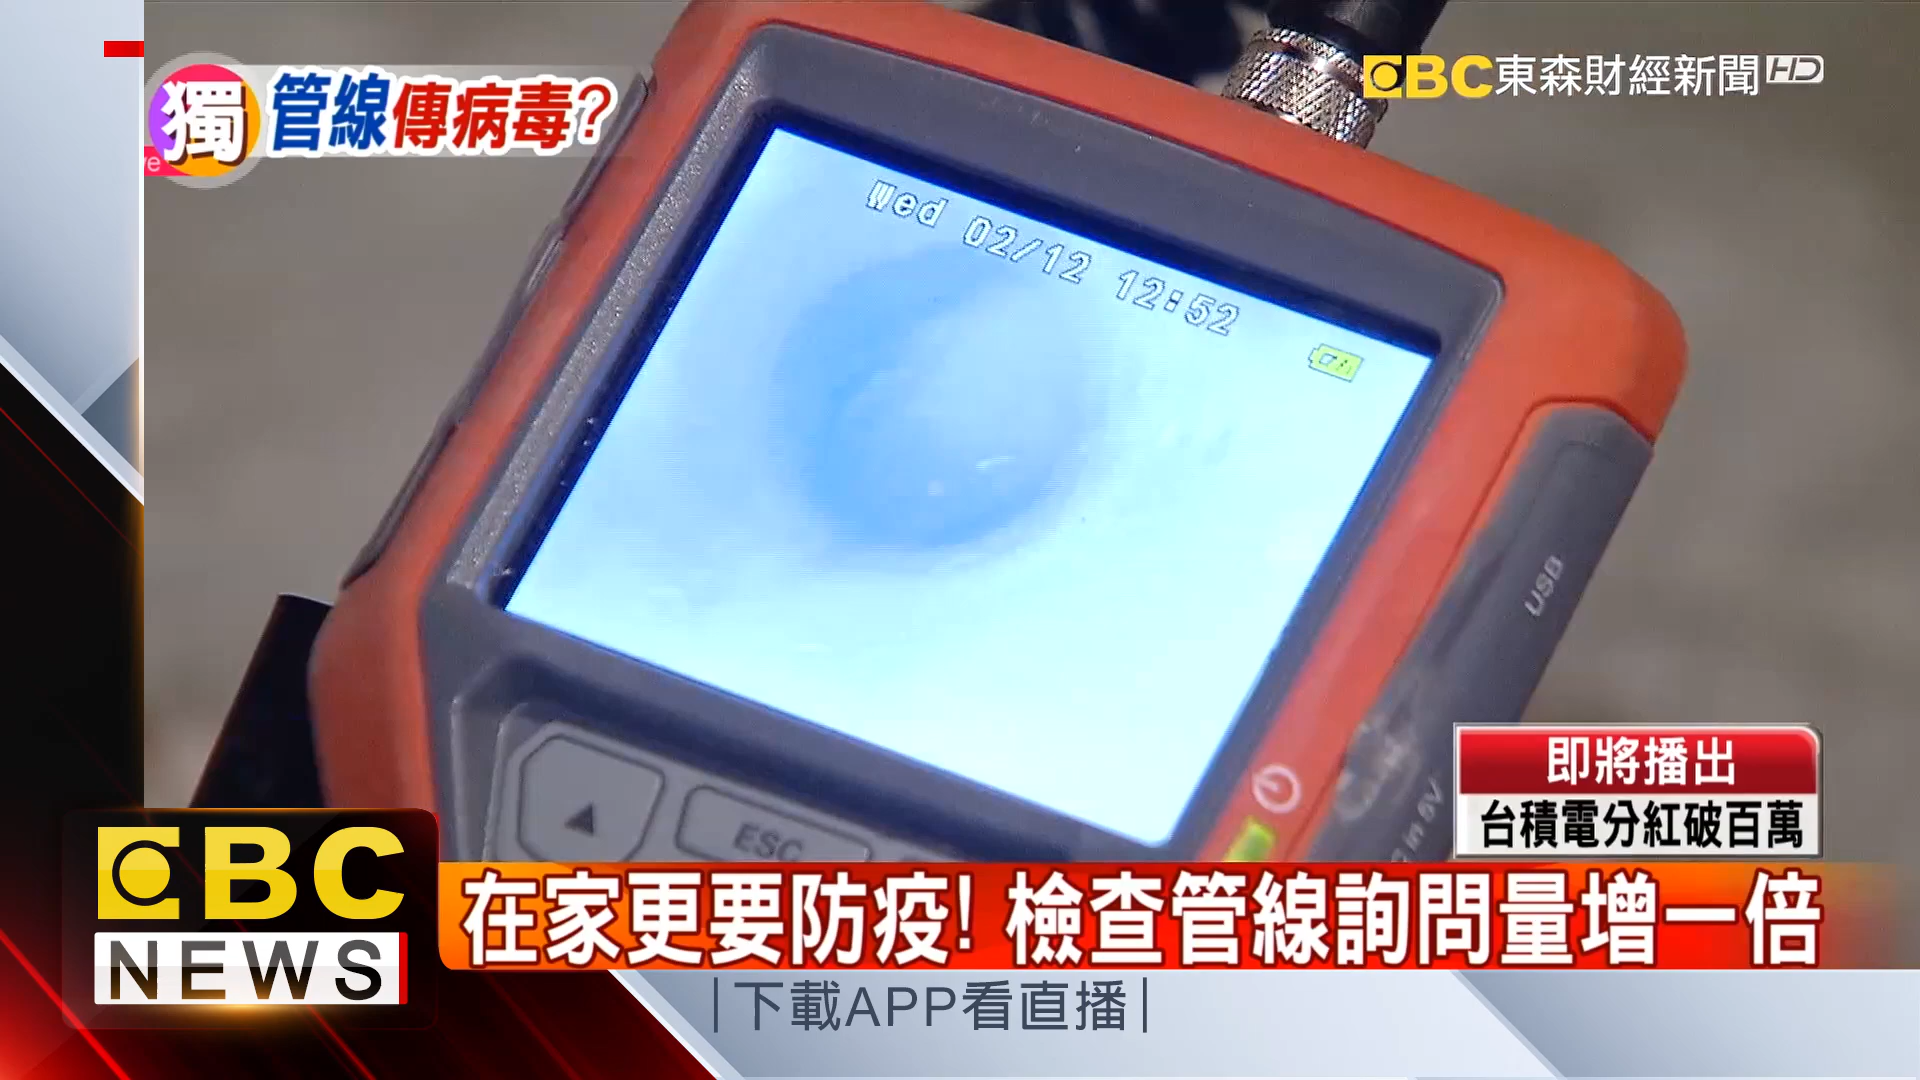 獨
管線傳病毒?
EBC東森財經新聞HD
Wed 02/12 12:52
USB
ESC
in 5V
即將播出
台積電分紅破百萬
在家更要防疫! 檢查管線詢問量增一倍
EBC
NEWS
|下載APP看直播|